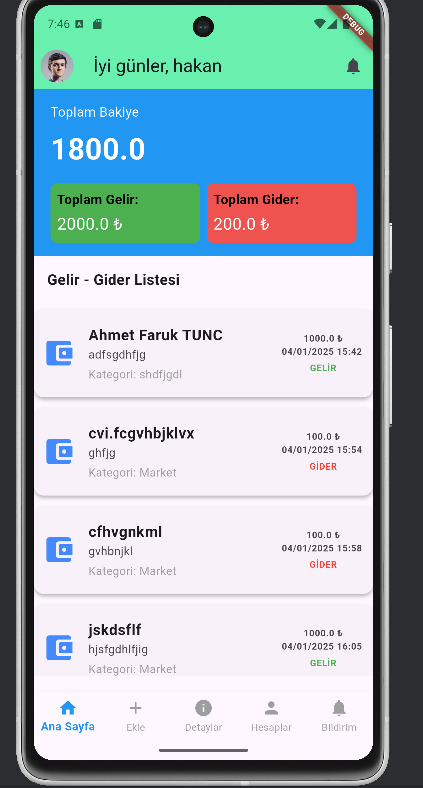 7:46
DEBUG
İyi günler, hakan
Toplam Bakiye
1800.0
Toplam Gelir:
2000.0 ₺
Toplam Gider:
200.0 ₺
Gelir - Gider Listesi
Ahmet Faruk TUNC
adfsgdhfjg
Kategori: shdfjgdl
1000.0 ₺
04/01/2025 15:42
GELİR
cvi.fcgvhbjklvx
ghfjg
Kategori: Market
100.0 ₺
04/01/2025 15:54
GİDER
cfhvgnkml
gvhbnjkl
Kategori: Market
100.0 ₺
04/01/2025 15:58
GİDER
jskdsflf
hjsfgdhlfjig
Kategori: Market
1000.0 ₺
04/01/2025 16:05
GELİR
Ana Sayfa
Ekle
Detaylar
Hesaplar
Bildirim